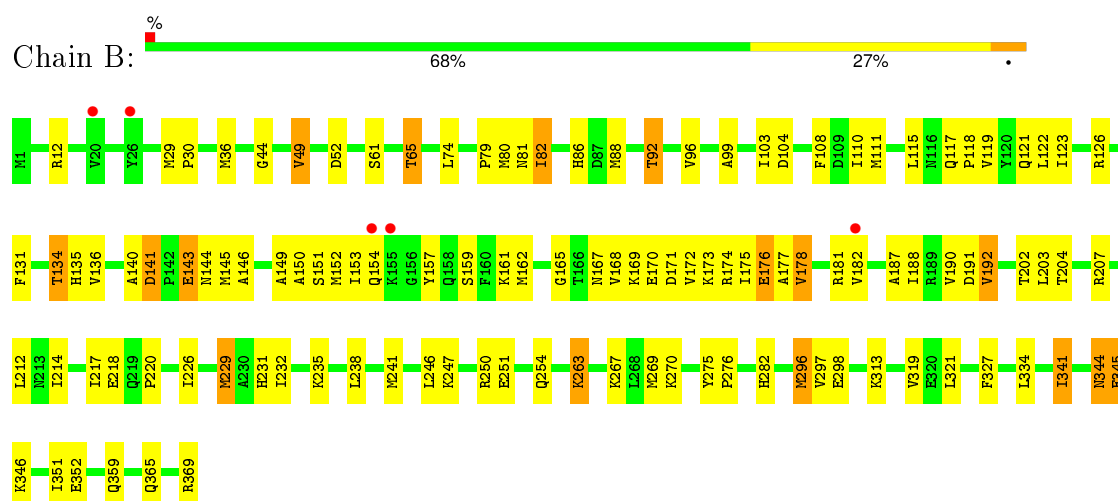 %
Chain B:
68% 27% •
M1 R12 V20 Y26 M29 P30 M36 G44 V49 D52 S61 T65 L74 P79 M80 N81 I82 H86 D87 M88 T92 V96 A99 I103 D104 F108 D109 I110 M111 L115 N116 Q117 P118 V119 Y120 Q121 L122 I123 R126
F131 T134 H135 V136 A140 D141 P142 E143 N144 M145 A146 A149 A150 S151 M152 I153 Q154 K155 G156 Y157 Q158 S159 F160 K161 M162 G165 T166 N167 V168 K169 E170 D171 V172 K173 R174 I175 E176 A177 V178 R181 V182 A187 I188 R189 V190 D191 V192 T202 L203 T204 R207
L212 N213 I214 I217 E218 Q219 P220 I226 M229 A230 H231 I232 K235 L238 M241 L246 K247 R250 E251 Q254 K263 K267 L268 M269 K270 Y275 P276 H282 M296 V297 E298 K313 V319 E320 L321 F327 L334 I341 N344 E345
K346 I351 E352 Q359 Q365 R369